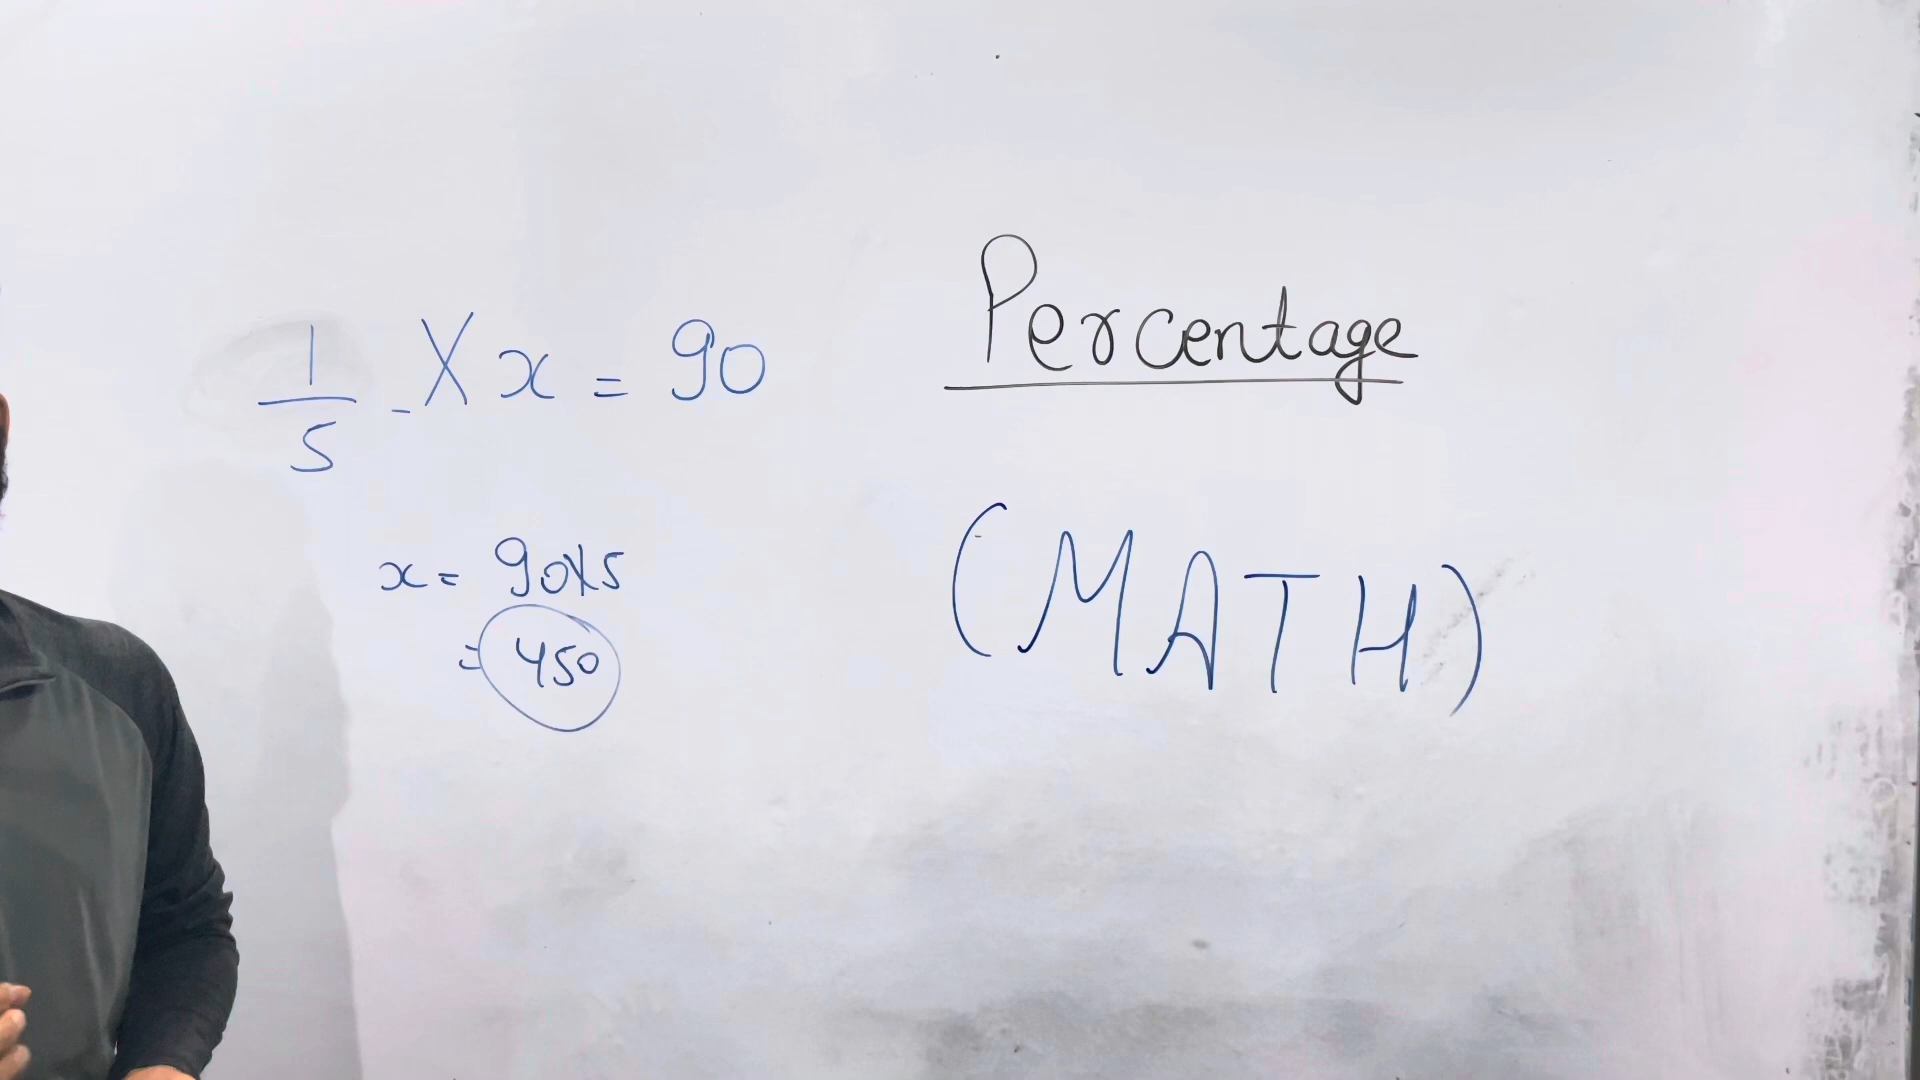 1/5 X x = 90
x = 90x5
= 450
Percentage
(MATH)